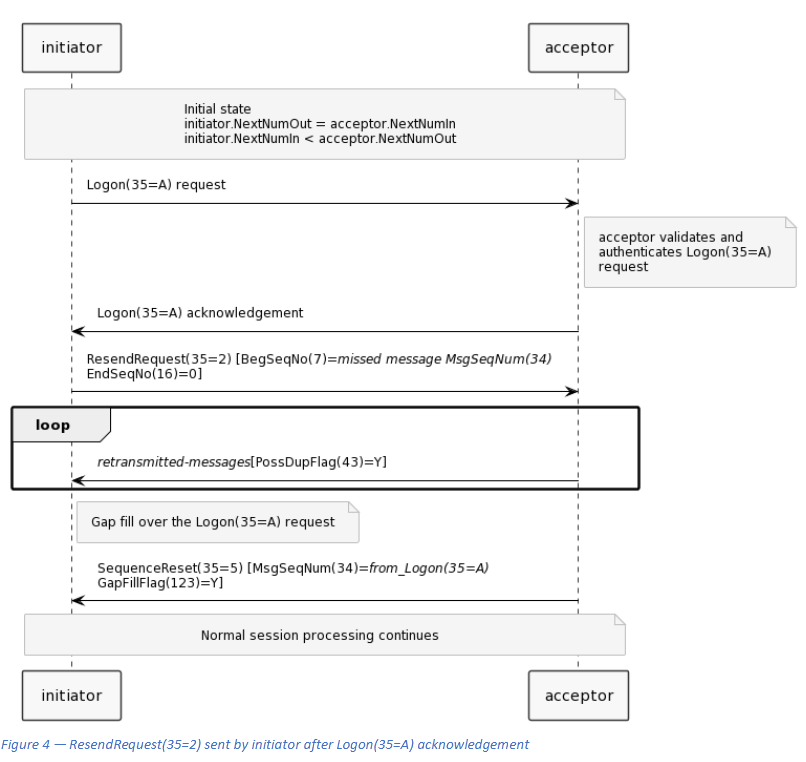 initiator
acceptor
Initial state
initiator.NextNumOut = acceptor.NextNumIn
initiator.NextNumIn < acceptor.NextNumOut
Logon(35=A) request
acceptor validates and
authenticates Logon(35=A)
request
Logon(35=A) acknowledgement
ResendRequest(35=2) [BegSeqNo(7)=missed message MsgSeqNum(34)
EndSeqNo(16)=0]
loop
retransmitted-messages[PossDupFlag(43)=Y]
Gap fill over the Logon(35=A) request
SequenceReset(35=5) [MsgSeqNum(34)=from_Logon(35=A)
GapFillFlag(123)=Y]
Normal session processing continues
initiator
acceptor
Figure 4 — ResendRequest(35=2) sent by initiator after Logon(35=A) acknowledgement